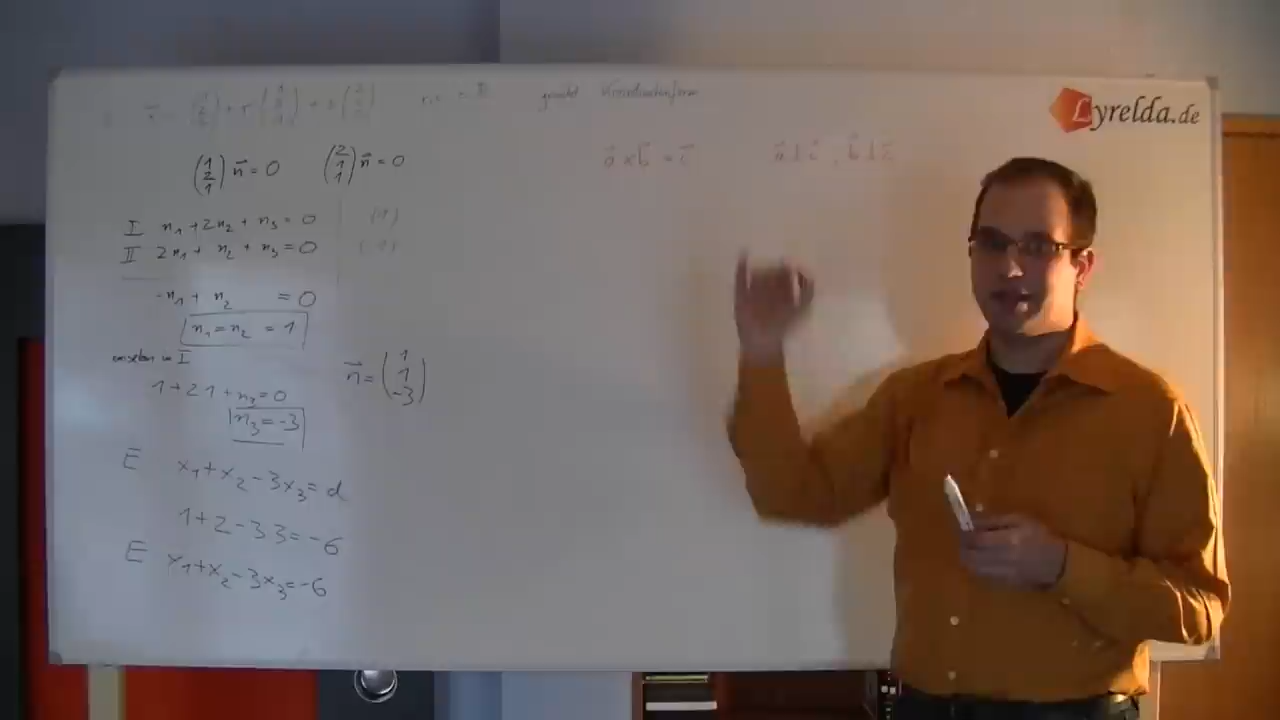 Lyrelda.de
gesucht Koordinatenform
a⃗ × b⃗ = c⃗ a⃗ ⊥ c⃗ , b⃗ ⊥ c⃗
(1 2 1) n⃗ = 0 (2 1 1) n⃗ = 0
I n₁ + 2n₂ + n₃ = 0
II 2n₁ + n₂ + n₃ = 0
-n₁ + n₂ = 0
n₁ = n₂ = 1
einsetzen in I
1 + 2·1 + n₃ = 0
n₃ = -3
n⃗ = (1 1 -3)
E x₁ + x₂ - 3x₃ = d
1 + 2 - 3·3 = -6
E x₁ + x₂ - 3x₃ = -6